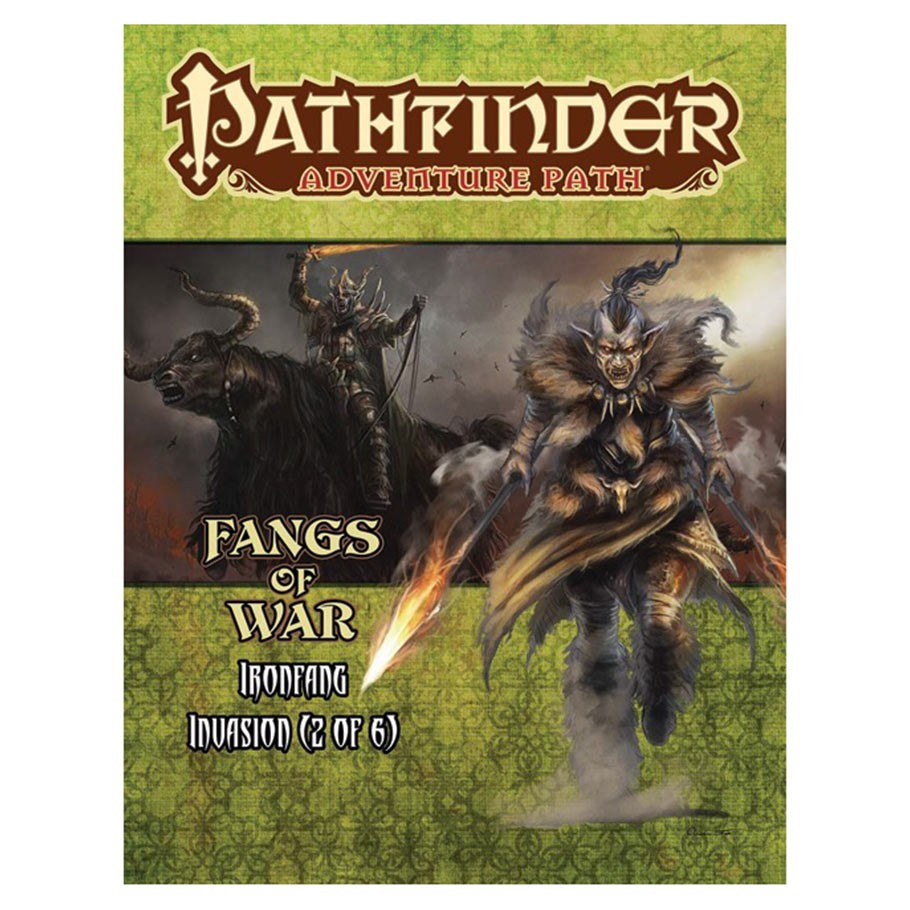 PATHFINDER
ADVENTURE PATH®
FANGS
OF
WAR
IRONFANG
INVASION (2 OF 6)